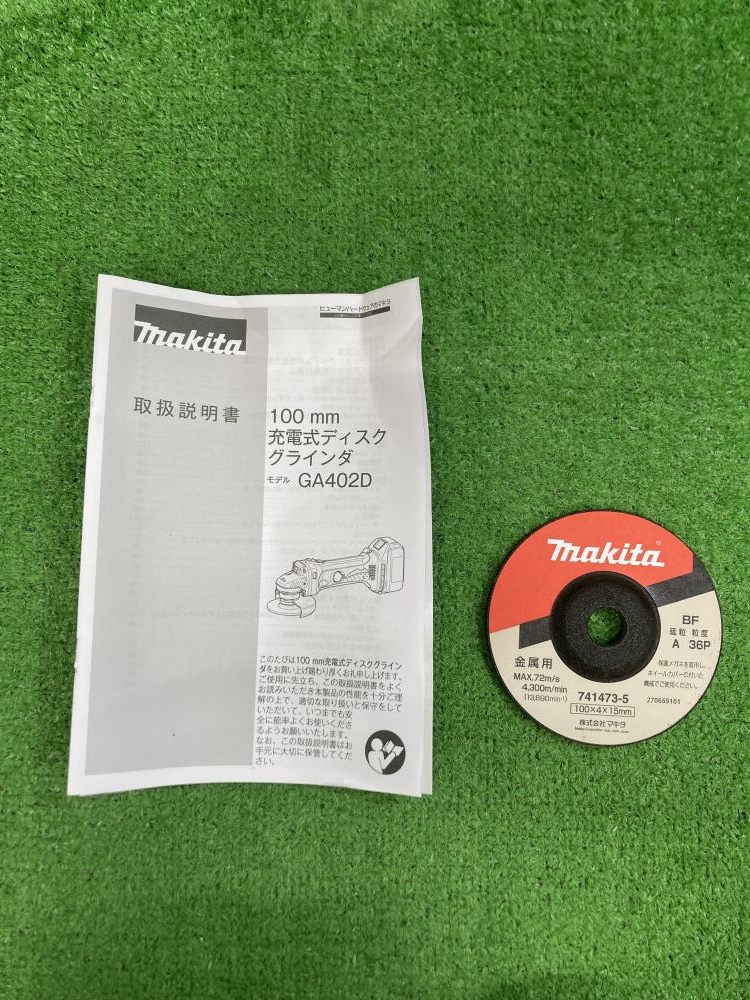 makita
ヒューマンハードウェアのマキタ
取扱説明書
100 mm
充電式ディスク
グラインダ
モデル GA402D
このたびは100 mm充電式ディスクグライン
ダをお買い上げ賜わり厚くお礼申し上げます。
ご使用に先立ち、この取扱説明書をよく
お読みいただき本製品の性能を十分ご理
解の上で、適切な取り扱いと保守をして
いただいて、いつまでも安
全に能率よくお使いくださ
るようお願いいたします。
なお、この取扱説明書はお
手元に大切に保管してくだ
さい。
makita
BF
砥粒 粒度
A 36P
金属用
MAX.72m/s
4,300m/min
(13,690min⁻¹)
741473-5
100×4×15mm
保護メガネを着用し、
ホイールカバーの付いた
機械でご使用ください。
270655101
株式会社マキタ